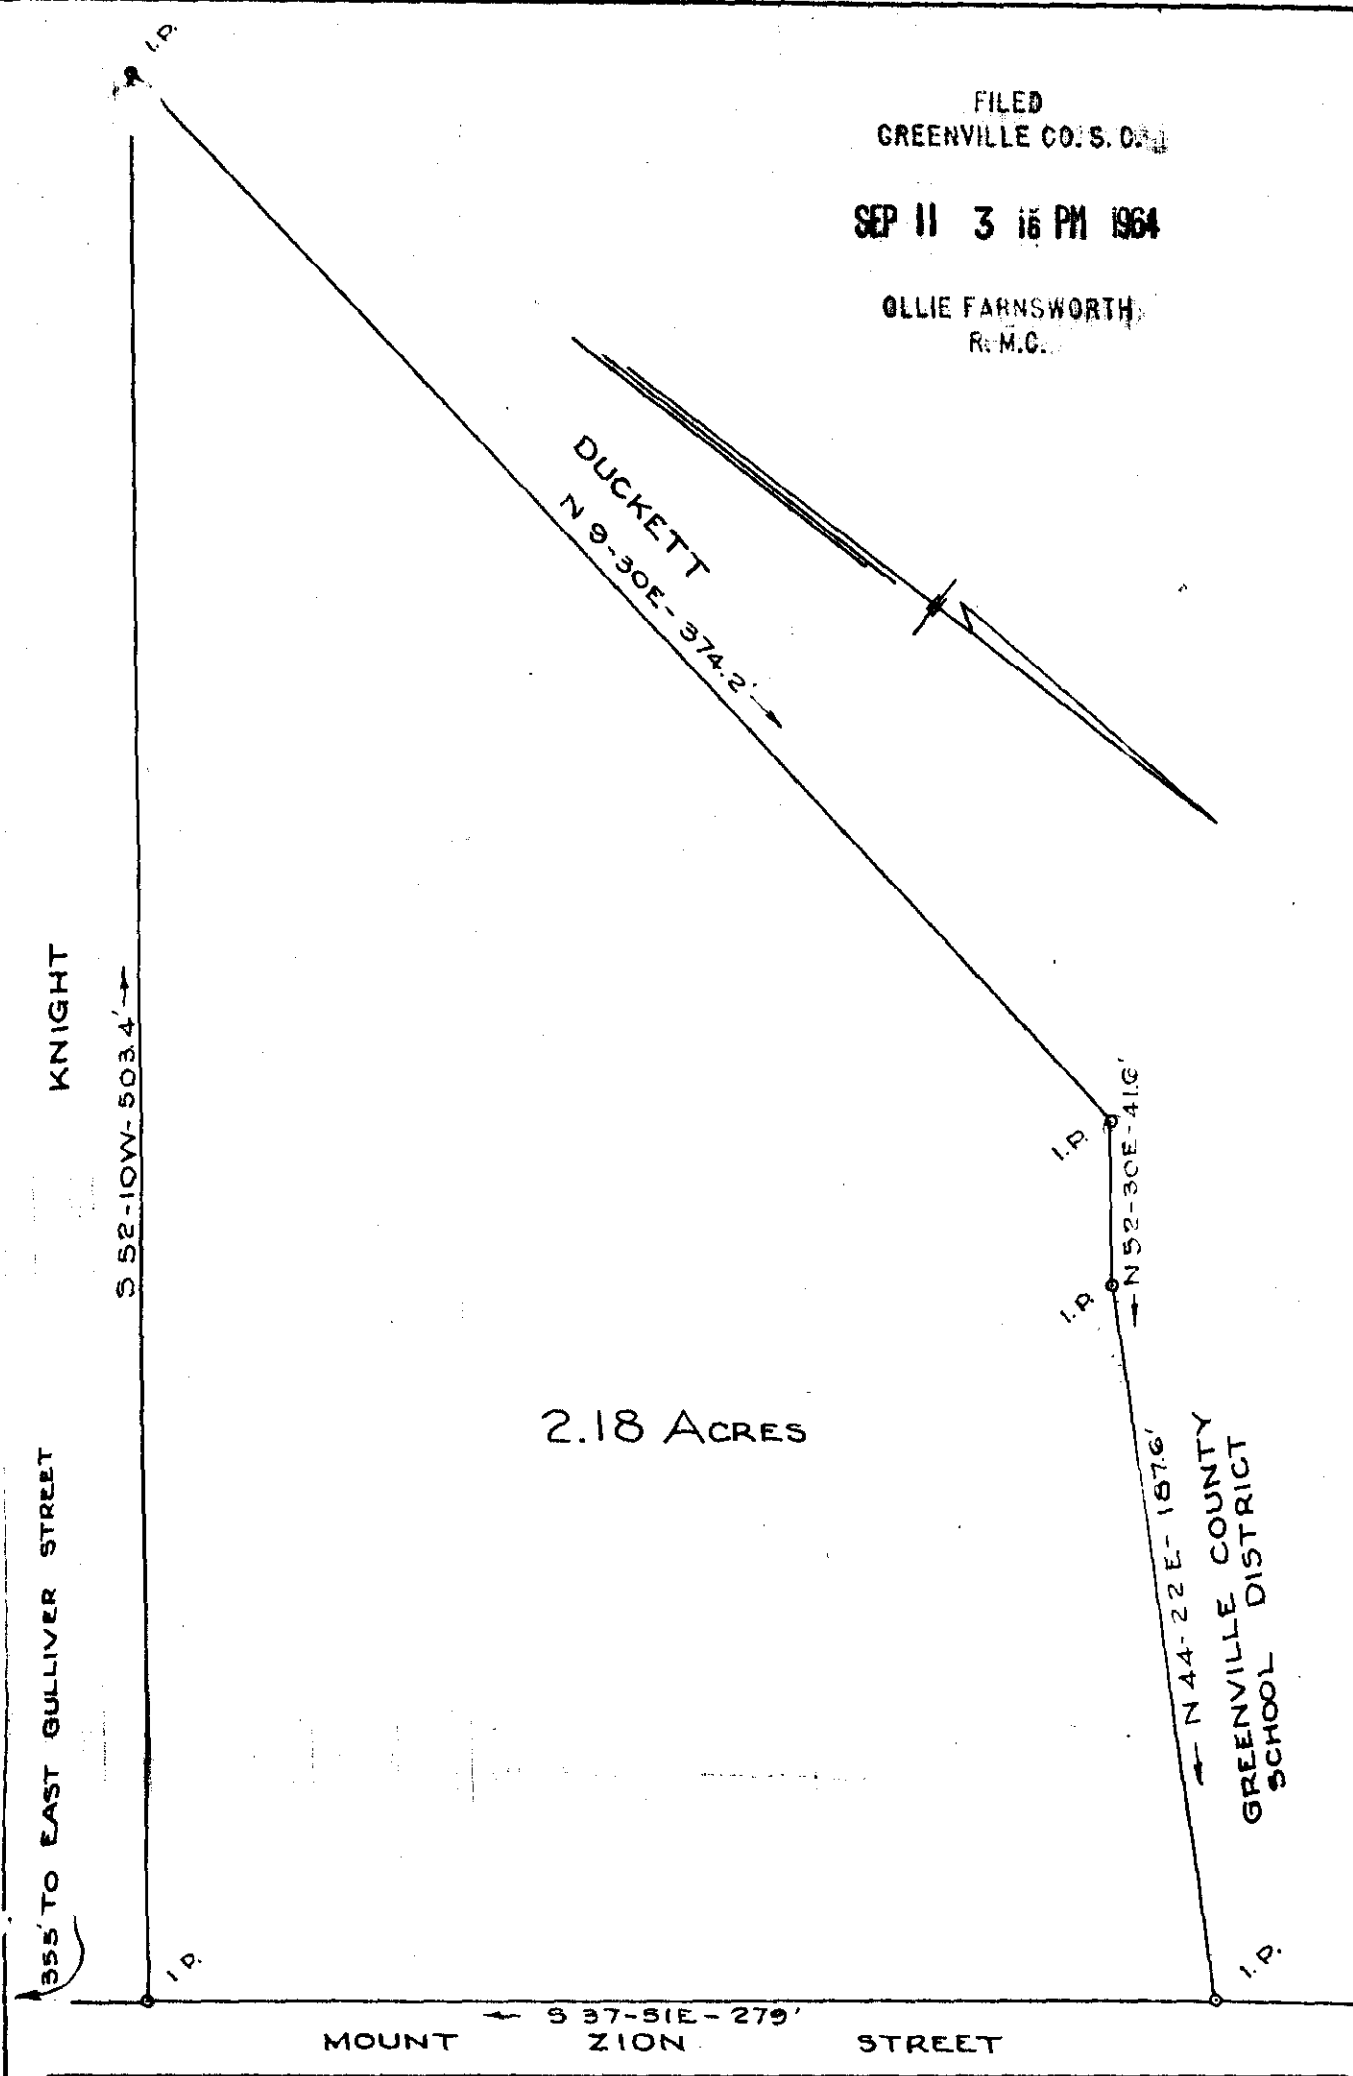 I.P.
FILED
GREENVILLE CO. S. C.
SEP 11 3 16 PM 1964
OLLIE FARNSWORTH
R. M. C.
DUCKETT
N 9-30E - 374.2'
KNIGHT
S 52-10W - 503.4'
I.P.
N 52-30E - 41.6'
I.P.
2.18 ACRES
N 44-22E - 187.6'
GREENVILLE COUNTY
SCHOOL DISTRICT
355' TO EAST GULLIVER STREET
I.P.
I.P.
S 37-51E - 279'
MOUNT ZION STREET